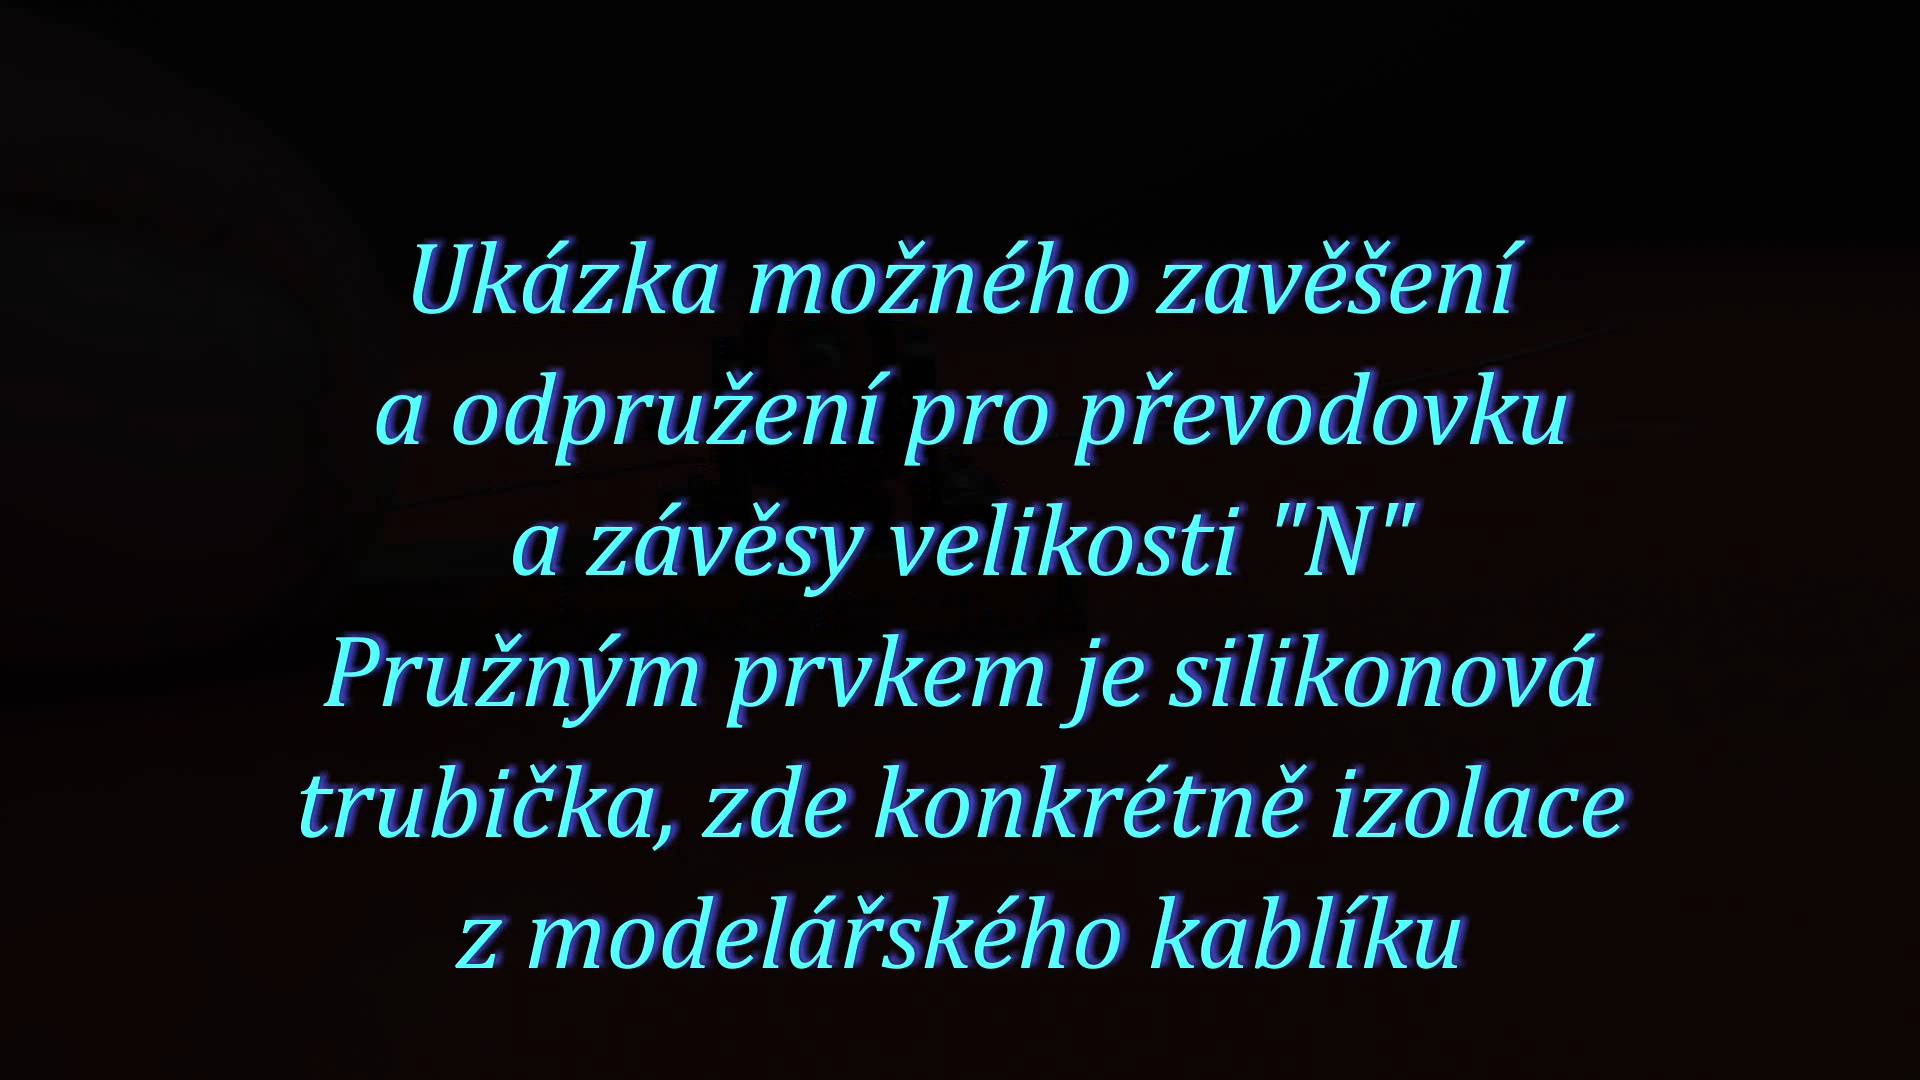 Ukázka možného zavěšení
a odpružení pro převodovku
a závěsy velikosti "N"
Pružným prvkem je silikonová
trubička, zde konkrétně izolace
z modelářského kablíku